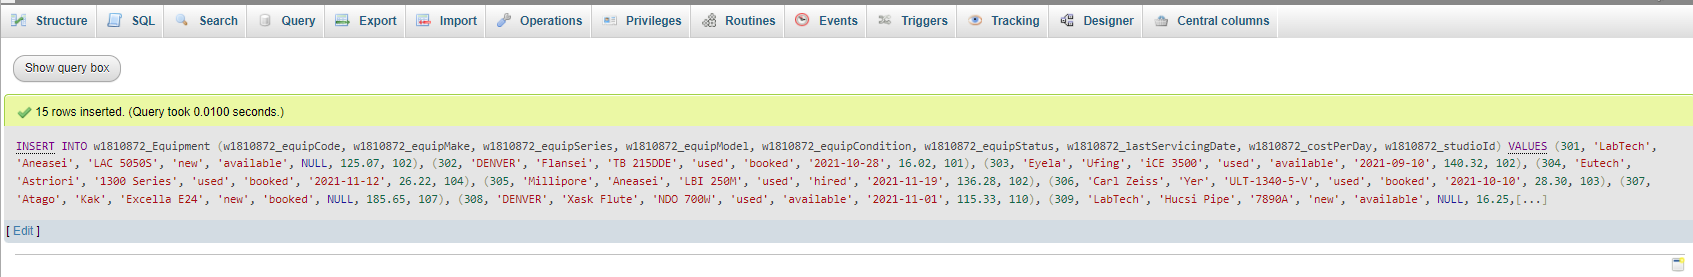 Structure SQL Search Query Export Import Operations Privileges Routines Events Triggers Tracking Designer Central columns
Show query box
15 rows inserted. (Query took 0.0100 seconds.)
INSERT INTO w1810872_Equipment (w1810872_equipCode, w1810872_equipMake, w1810872_equipSeries, w1810872_equipModel, w1810872_equipCondition, w1810872_equipStatus, w1810872_lastServicingDate, w1810872_costPerDay, w1810872_studioId) VALUES (301, 'LabTech',
'Aneasei', 'LAC 5050S', 'new', 'available', NULL, 125.07, 102), (302, 'DENVER', 'Flansei', 'TB 215DDE', 'used', 'booked', '2021-10-28', 16.02, 101), (303, 'Eyela', 'Ufing', 'iCE 3500', 'used', 'available', '2021-09-10', 140.32, 102), (304, 'Eutech',
'Astriori', '1300 Series', 'used', 'booked', '2021-11-12', 26.22, 104), (305, 'Millipore', 'Aneasei', 'LBI 250M', 'used', 'hired', '2021-11-19', 136.28, 102), (306, 'Carl Zeiss', 'Yer', 'ULT-1340-5-V', 'used', 'booked', '2021-10-10', 28.30, 103), (307,
'Atago', 'Kak', 'Excella E24', 'new', 'booked', NULL, 185.65, 107), (308, 'DENVER', 'Xask Flute', 'NDO 700W', 'used', 'available', '2021-11-01', 115.33, 110), (309, 'LabTech', 'Hucsi Pipe', '7890A', 'new', 'available', NULL, 16.25,[...]
[ Edit ]